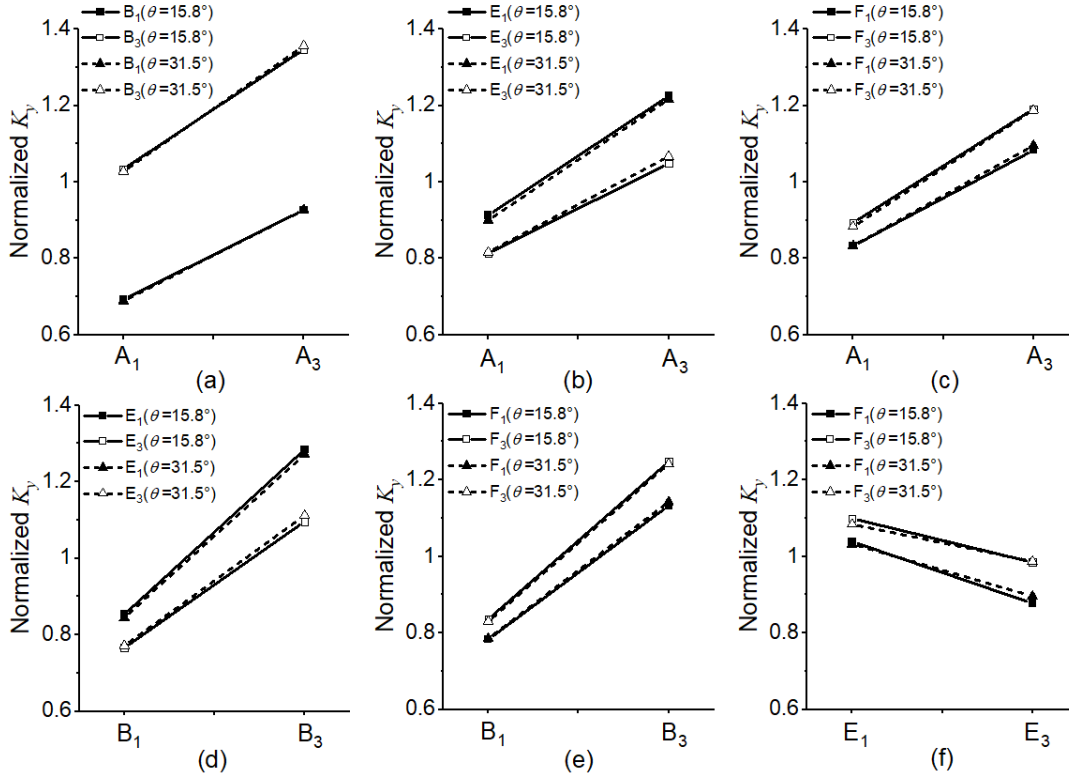 B₁(θ=15.8°)
B₃(θ=15.8°)
B₁(θ=31.5°)
B₃(θ=31.5°)
Normalized Kᵧ
1.4
1.2
1
0.8
0.6
A₁
A₃
(a)
E₁(θ=15.8°)
E₃(θ=15.8°)
E₁(θ=31.5°)
E₃(θ=31.5°)
Normalized Kᵧ
1.4
1.2
1
0.8
0.6
A₁
A₃
(b)
F₁(θ=15.8°)
F₃(θ=15.8°)
F₁(θ=31.5°)
F₃(θ=31.5°)
Normalized Kᵧ
1.4
1.2
1
0.8
0.6
A₁
A₃
(c)
E₁(θ=15.8°)
E₃(θ=15.8°)
E₁(θ=31.5°)
E₃(θ=31.5°)
Normalized Kᵧ
1.4
1.2
1
0.8
0.6
B₁
B₃
(d)
F₁(θ=15.8°)
F₃(θ=15.8°)
F₁(θ=31.5°)
F₃(θ=31.5°)
Normalized Kᵧ
1.4
1.2
1
0.8
0.6
B₁
B₃
(e)
F₁(θ=15.8°)
F₃(θ=15.8°)
F₁(θ=31.5°)
F₃(θ=31.5°)
Normalized Kᵧ
1.4
1.2
1
0.8
0.6
E₁
E₃
(f)